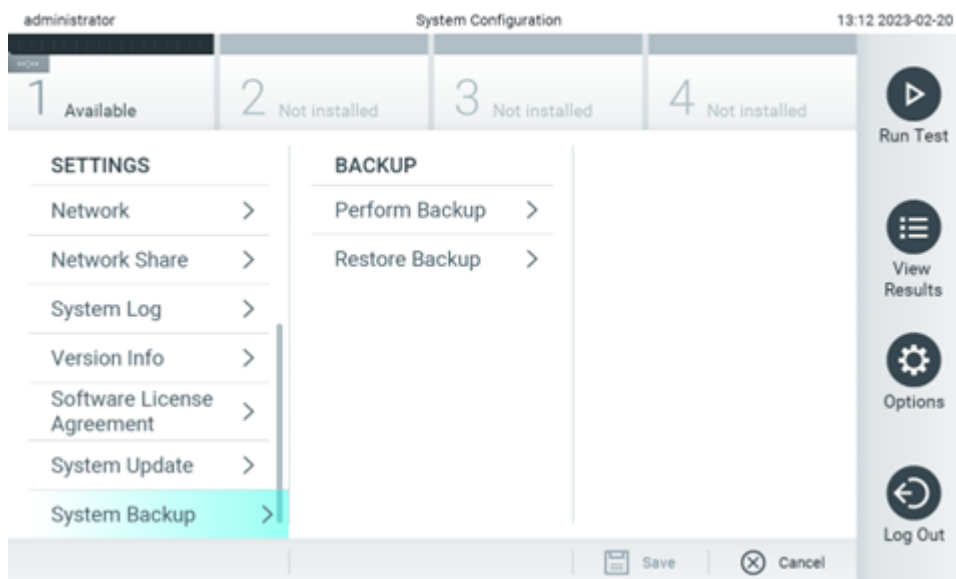 administrator System Configuration 13:12 2023-02-20
1 Available 2 Not installed 3 Not installed 4 Not installed
Run Test
SETTINGS BACKUP
Network Perform Backup
Network Share Restore Backup
View
Results
System Log
Version Info
Software License
Agreement
Options
System Update
System Backup
Log Out
Save Cancel